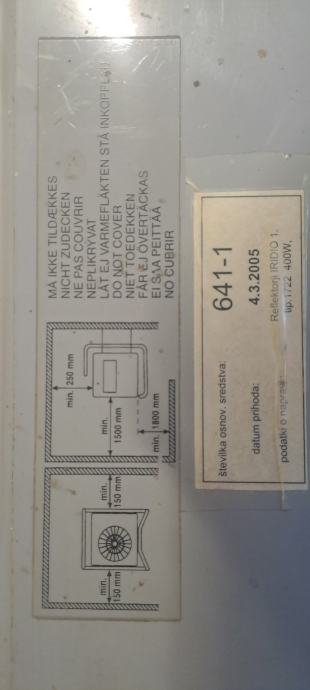 MÅ IKKE TILDÆKKES
NICHT ZUDECKEN
NE PAS COUVRIR
NEPLIKRÝVAT
LÅT EJ VARMEFLÄKTEN STÅ INKOPPLAD
DO NOT COVER
NIET TOEDEKKEN
FÅR EJ ÖVERTÄCKAS
EI SAA PEITTÄÄ
NO CUBRIR
min. 250 mm
min. 1500 mm
min. 1800 mm
min. 150 mm
min. 150 mm
številka osnov. sredstva: 641-1
datum prihoda: 4.3.2005
podatki o Reflektorji IRIDIO 1,
tip.1722 400W,